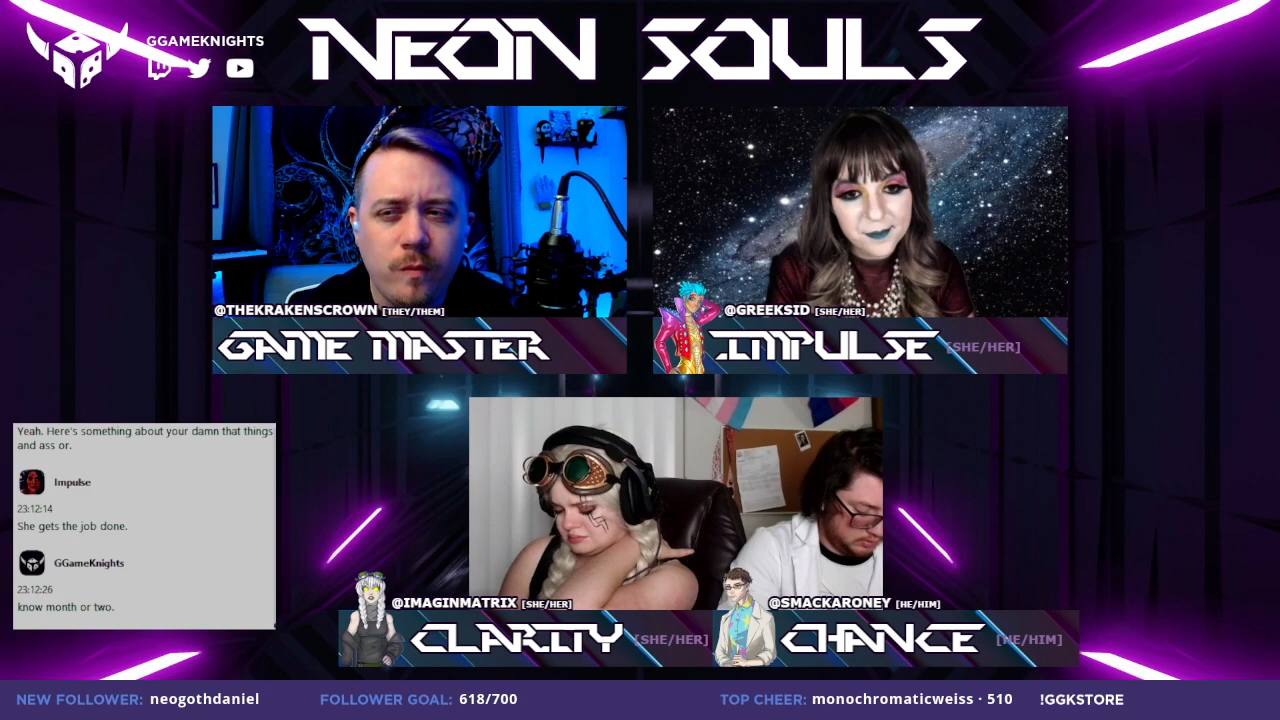 GGAMEKNIGHTS
NEON SOULS
@THEKRAKENSCROWN [THEY/THEM]
GAME MASTER
@GREEKSID [SHE/HER]
IMPULSE [SHE/HER]
Yeah. Here's something about your damn that things
and ass or.
Impulse
23:12:14
She gets the job done.
GGameKnights
23:12:26
know month or two.
@IMAGINMATRIX [SHE/HER]
CLARITY [SHE/HER]
@SMACKARONEY [HE/HIM]
CHANCE [HE/HIM]
NEW FOLLOWER: neogothdaniel
FOLLOWER GOAL: 618/700
TOP CHEER: monochromaticweiss · 510
!GGKSTORE